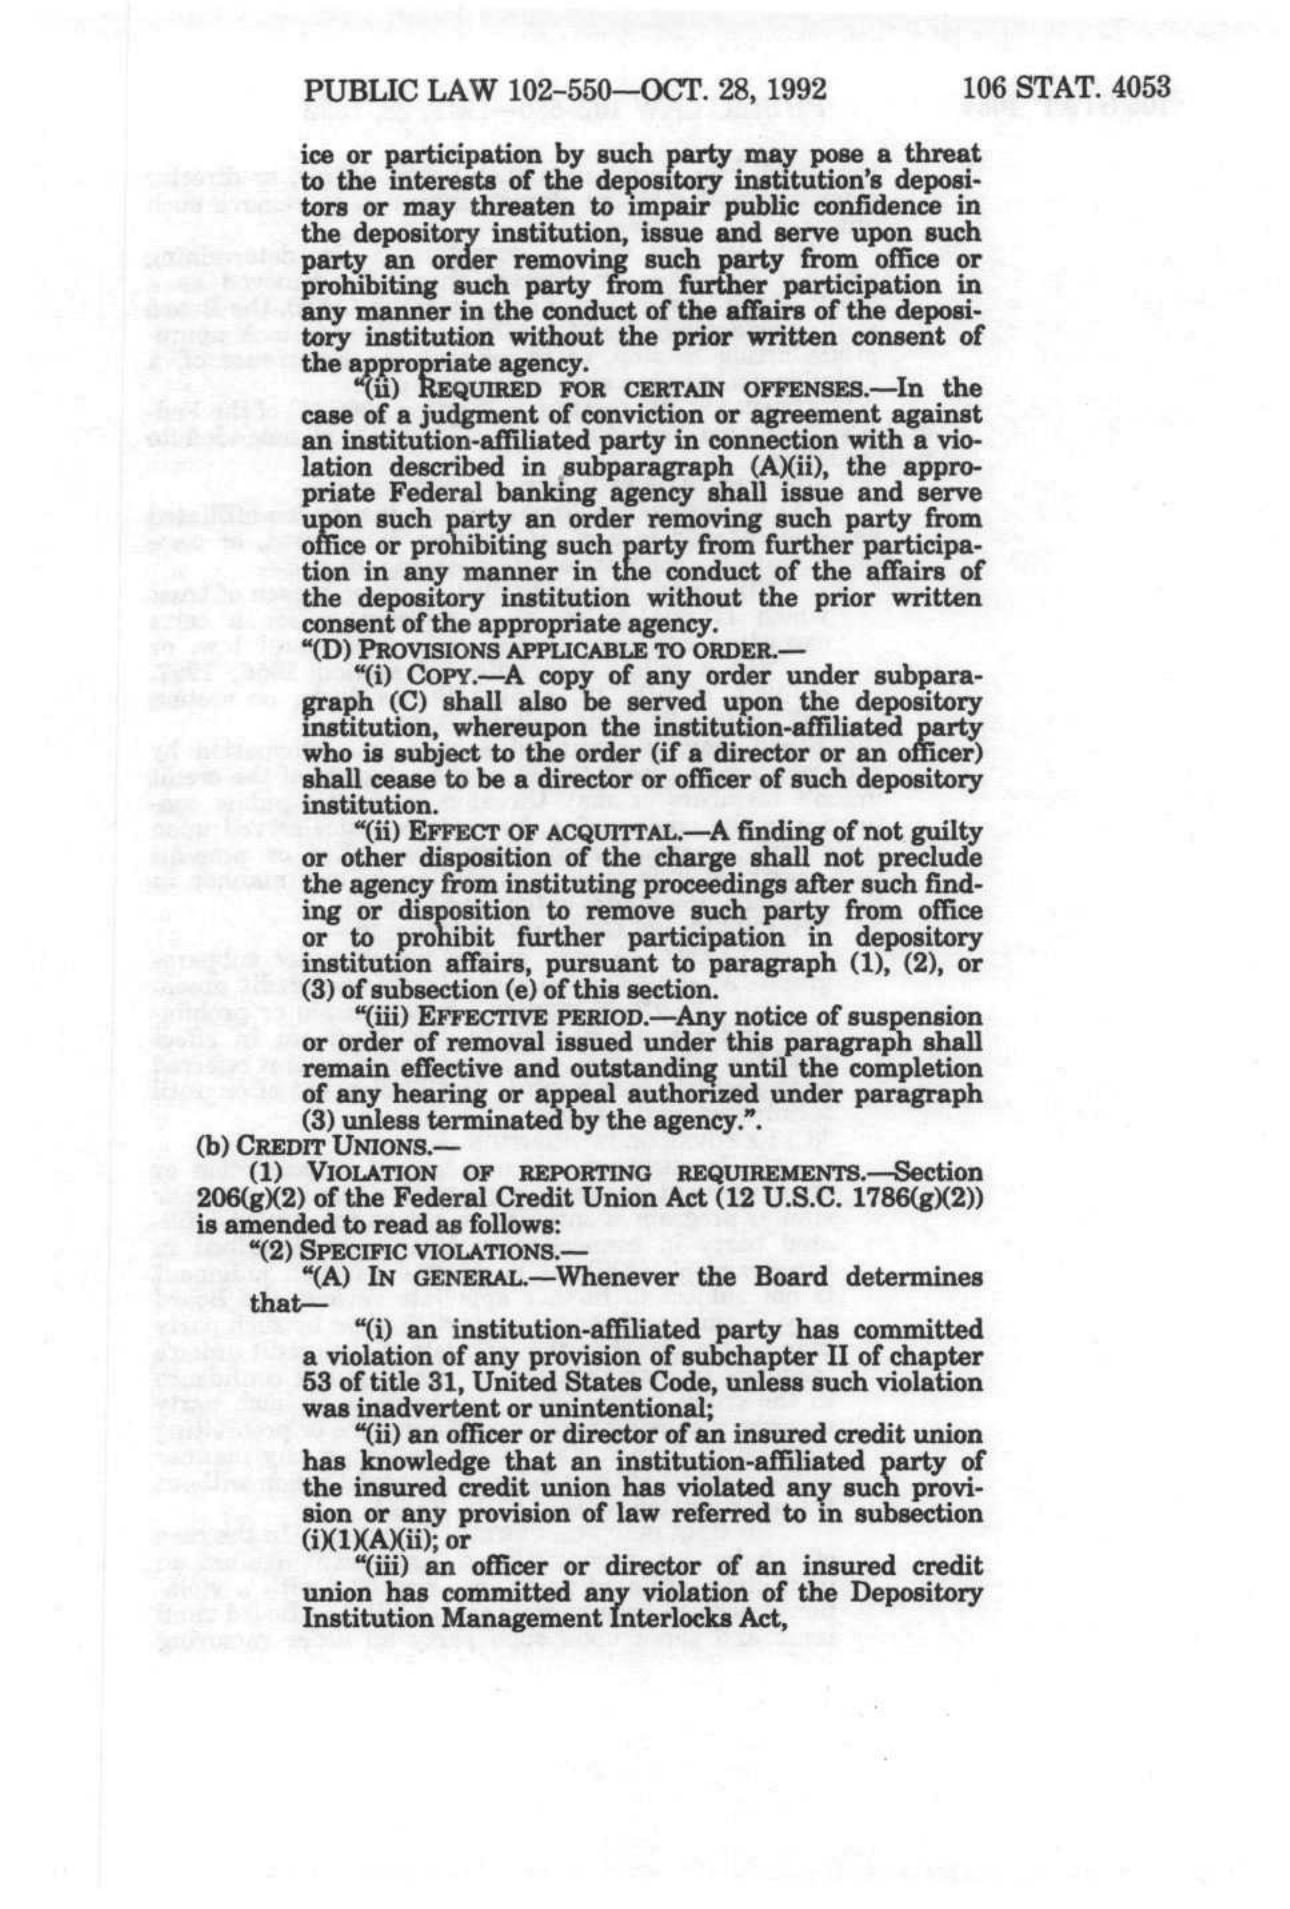 PUBLIC LAW 102–550—OCT. 28, 1992 106 STAT. 4053
ice or participation by such party may pose a threat
to the interests of the depository institution's deposi-
tors or may threaten to impair public confidence in
the depository institution, issue and serve upon such
party an order removing such party from office or
prohibiting such party from further participation in
any manner in the conduct of the affairs of the deposi-
tory institution without the prior written consent of
the appropriate agency.
"(ii) REQUIRED FOR CERTAIN OFFENSES.—In the
case of a judgment of conviction or agreement against
an institution-affiliated party in connection with a vio-
lation described in subparagraph (A)(ii), the appro-
priate Federal banking agency shall issue and serve
upon such party an order removing such party from
office or prohibiting such party from further participa-
tion in any manner in the conduct of the affairs of
the depository institution without the prior written
consent of the appropriate agency.
"(D) PROVISIONS APPLICABLE TO ORDER.—
"(i) COPY.—A copy of any order under subpara-
graph (C) shall also be served upon the depository
institution, whereupon the institution-affiliated party
who is subject to the order (if a director or an officer)
shall cease to be a director or officer of such depository
institution.
"(ii) EFFECT OF ACQUITTAL.—A finding of not guilty
or other disposition of the charge shall not preclude
the agency from instituting proceedings after such find-
ing or disposition to remove such party from office
or to prohibit further participation in depository
institution affairs, pursuant to paragraph (1), (2), or
(3) of subsection (e) of this section.
"(iii) EFFECTIVE PERIOD.—Any notice of suspension
or order of removal issued under this paragraph shall
remain effective and outstanding until the completion
of any hearing or appeal authorized under paragraph
(3) unless terminated by the agency.".
(b) CREDIT UNIONS.—
(1) VIOLATION OF REPORTING REQUIREMENTS.—Section
206(g)(2) of the Federal Credit Union Act (12 U.S.C. 1786(g)(2))
is amended to read as follows:
"(2) SPECIFIC VIOLATIONS.—
"(A) IN GENERAL.—Whenever the Board determines
that—
"(i) an institution-affiliated party has committed
a violation of any provision of subchapter II of chapter
53 of title 31, United States Code, unless such violation
was inadvertent or unintentional;
"(ii) an officer or director of an insured credit union
has knowledge that an institution-affiliated party of
the insured credit union has violated any such provi-
sion or any provision of law referred to in subsection
(i)(1)(A)(ii); or
"(iii) an officer or director of an insured credit
union has committed any violation of the Depository
Institution Management Interlocks Act,